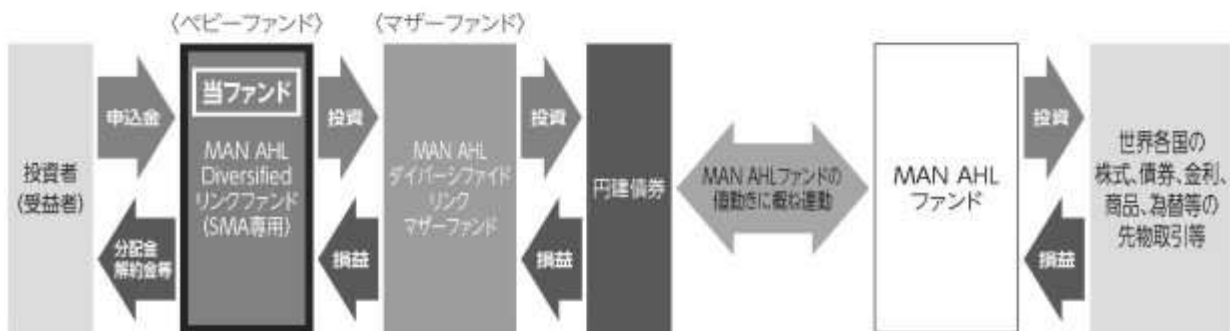 〈ベビーファンド〉
〈マザーファンド〉
投資者
(受益者)
申込金
分配金
解約金等
当ファンド
MAN AHL
Diversified
リンクファンド
(SMA専用)
投資
損益
MAN AHL
ダイバーシファイド
リンク
マザーファンド
投資
損益
円建債券
MAN AHLファンドの
値動きに概ね連動
MAN AHL
ファンド
投資
損益
世界各国の
株式、債券、金利、
商品、為替等の
先物取引等